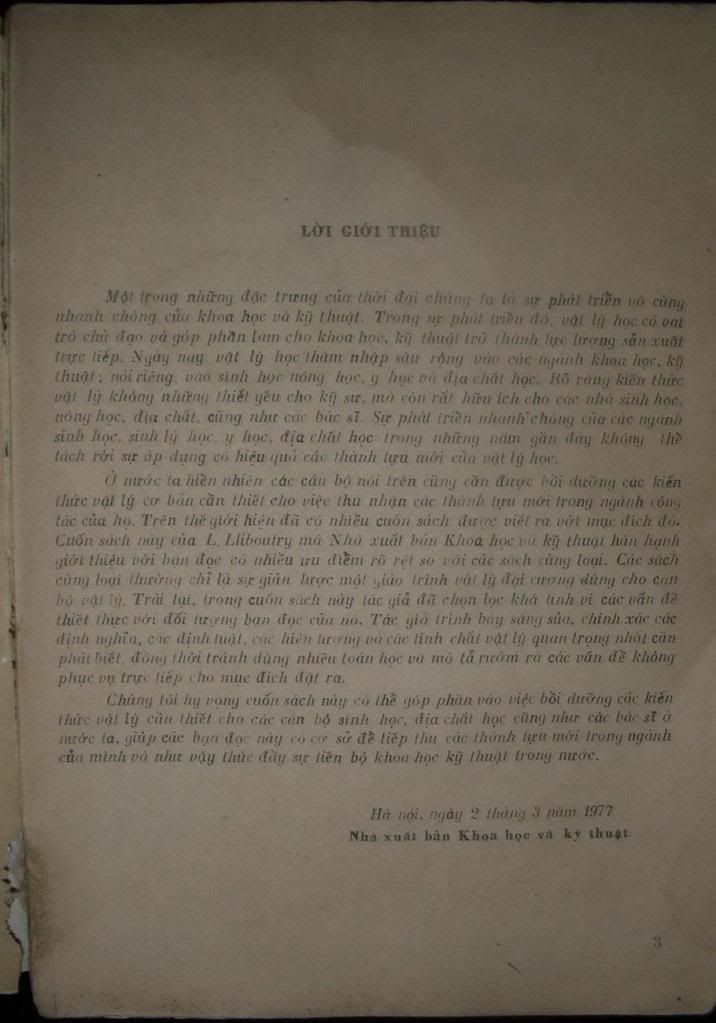 LỜI GIỚI THIỆU
Một trong những đặc trưng của thời đại chúng ta là sự phát triển vô cùng
nhanh chóng của khoa học và kỹ thuật. Trong sự phát triển đó, vật lý học có vai
trò chủ đạo và góp phần làm cho khoa học, kỹ thuật trở thành lực lượng sản xuất
trực tiếp. Ngày nay, vật lý học thâm nhập sâu rộng vào các ngành khoa học, kỹ
thuật; nói riêng, vào sinh học nông học, y học và địa chất học. Rõ ràng kiến thức
vật lý không những thiết yếu cho kỹ sư, mà còn rất hữu ích cho các nhà sinh học,
nông học, địa chất, cũng như các bác sĩ. Sự phát triển nhanh chóng của các ngành
sinh học, sinh lý học, y học, địa chất học trong những năm gần đây không thể
tách rời sự áp dụng có hiệu quả các thành tựu mới của vật lý học.
Ở nước ta hiển nhiên các cán bộ nói trên cũng cần được bồi dưỡng các kiến
thức vật lý cơ bản cần thiết cho việc thu nhận các thành tựu mới trong ngành công
tác của họ. Trên thế giới hiện đã có nhiều cuốn sách được viết ra với mục đích đó.
Cuốn sách này của L. Lliboutry mà Nhà xuất bản Khoa học và kỹ thuật hân hạnh
giới thiệu với bạn đọc có nhiều ưu điểm rõ rệt so với các sách cùng loại. Các sách
cùng loại thường chỉ là sự giản lược một giáo trình vật lý đại cương dùng cho cán
bộ vật lý. Trái lại, trong cuốn sách này tác giả đã chọn lọc khá tinh vi các vấn đề
thiết thực với đối tượng bạn đọc của nó. Tác giả trình bày sáng sủa, chính xác các
định nghĩa, các định luật, các hiện tượng và các tính chất vật lý quan trọng nhất cần
phải biết, đồng thời tránh dùng nhiều toán học và mô tả rườm rà các vấn đề không
phục vụ trực tiếp cho mục đích đặt ra.
Chúng tôi hy vọng cuốn sách này có thể góp phần vào việc bồi dưỡng các kiến
thức vật lý cần thiết cho các cán bộ sinh học, địa chất học cũng như các bác sĩ ở
nước ta, giúp các bạn đọc này có cơ sở để tiếp thu các thành tựu mới trong ngành
của mình và như vậy thúc đẩy sự tiến bộ khoa học kỹ thuật trong nước.
Hà nội, ngày 2 tháng 3 năm 1977
Nhà xuất bản Khoa học và kỹ thuật
3